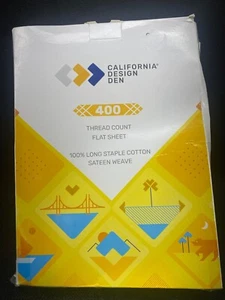 CALIFORNIA®
DESIGN
DEN
400
THREAD COUNT
FLAT SHEET
100% LONG STAPLE COTTON
SATEEN WEAVE